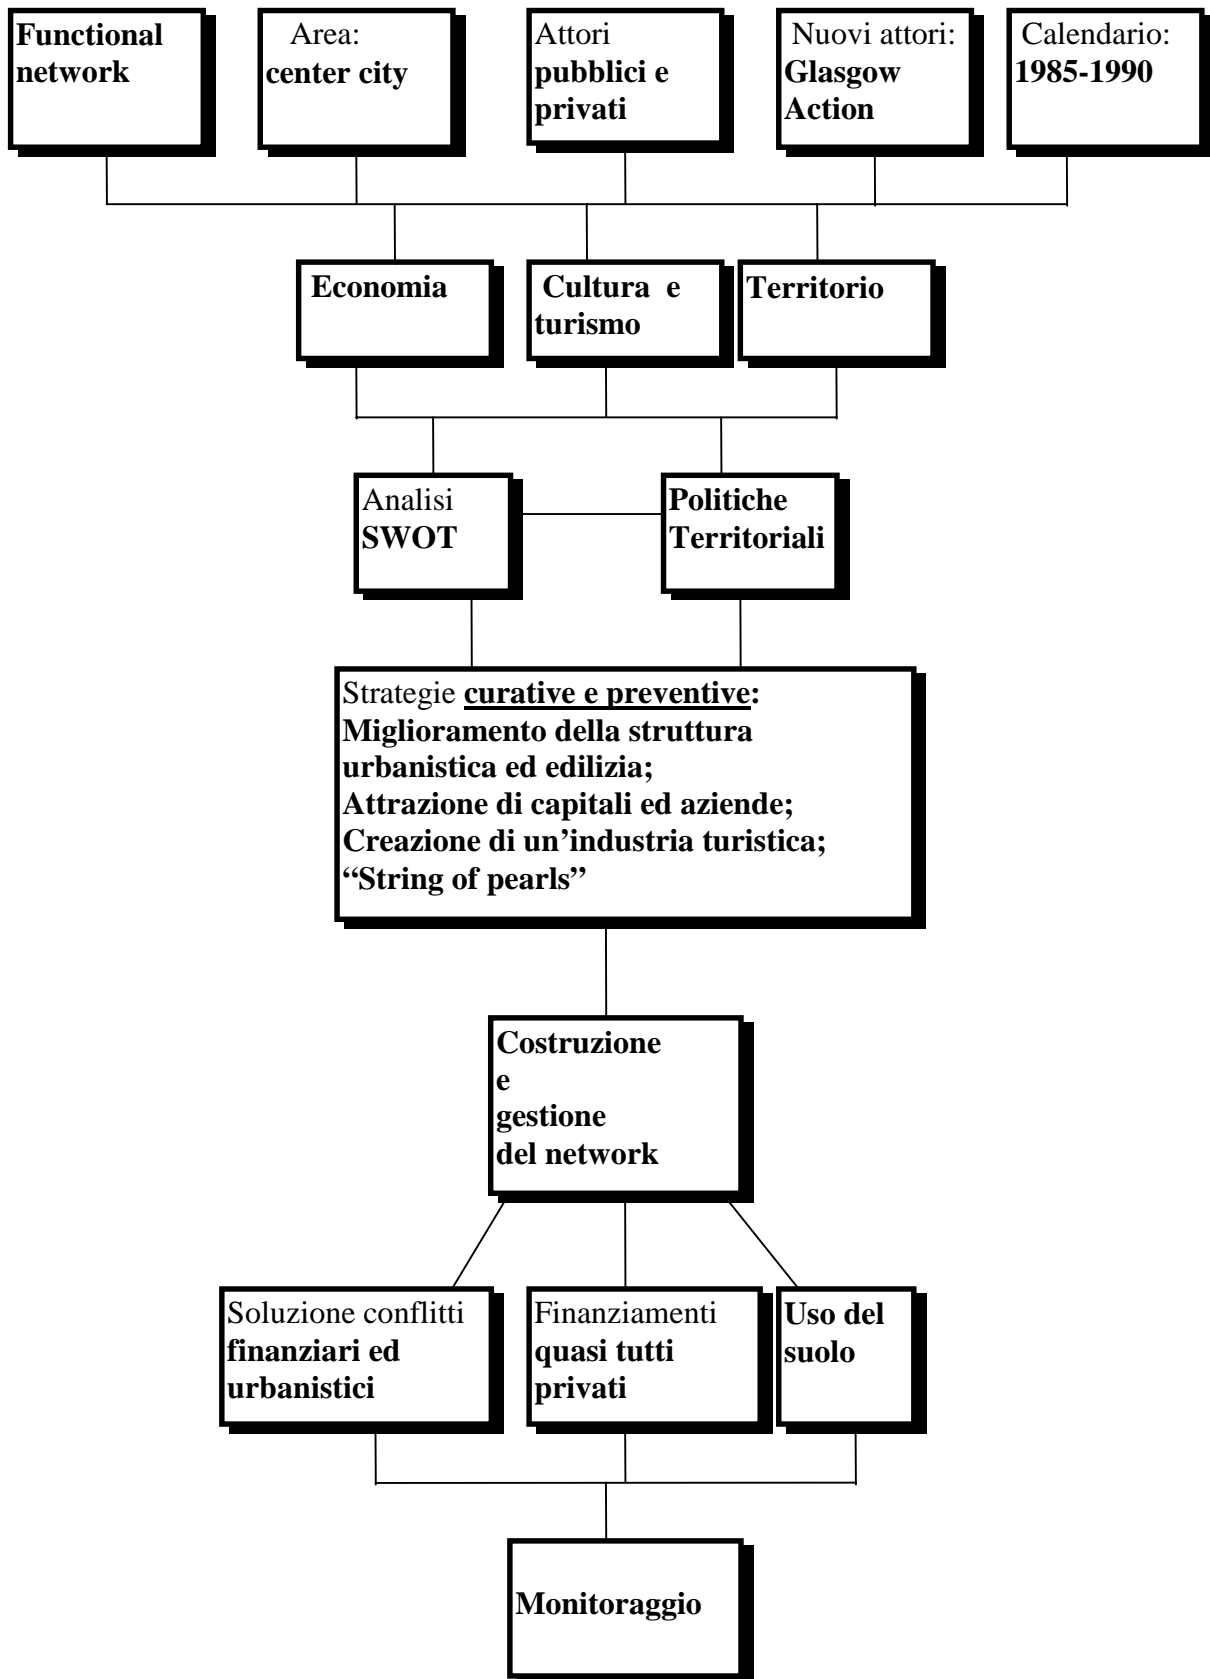 Functional
network
Area:
center city
Attori
pubblici e
privati
Nuovi attori:
Glasgow
Action
Calendario:
1985-1990
Economia
Cultura e
turismo
Territorio
Analisi
SWOT
Politiche
Territoriali
Strategie curative e preventive:
Miglioramento della struttura
urbanistica ed edilizia;
Attrazione di capitali ed aziende;
Creazione di un’industria turistica;
“String of pearls”
Costruzione
e
gestione
del network
Soluzione conflitti
finanziari ed
urbanistici
Finanziamenti
quasi tutti
privati
Uso del
suolo
Monitoraggio